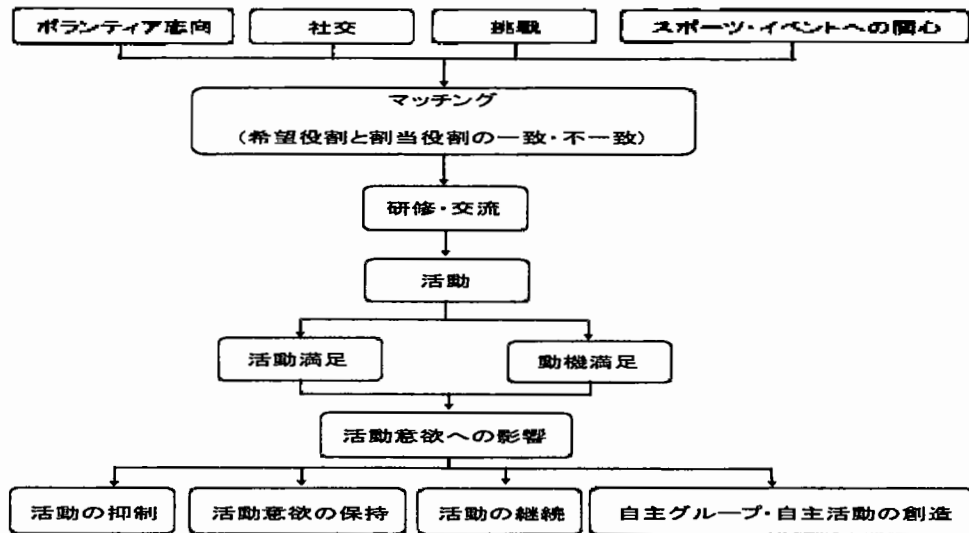 ボランティア志向
社交
挑戦
スポーツ・イベントへの関心
マッチング
(希望役割と割当役割の一致・不一致)
研修・交流
活動
活動満足
動機満足
活動意欲への影響
活動の抑制
活動意欲の保持
活動の継続
自主グループ・自主活動の創造